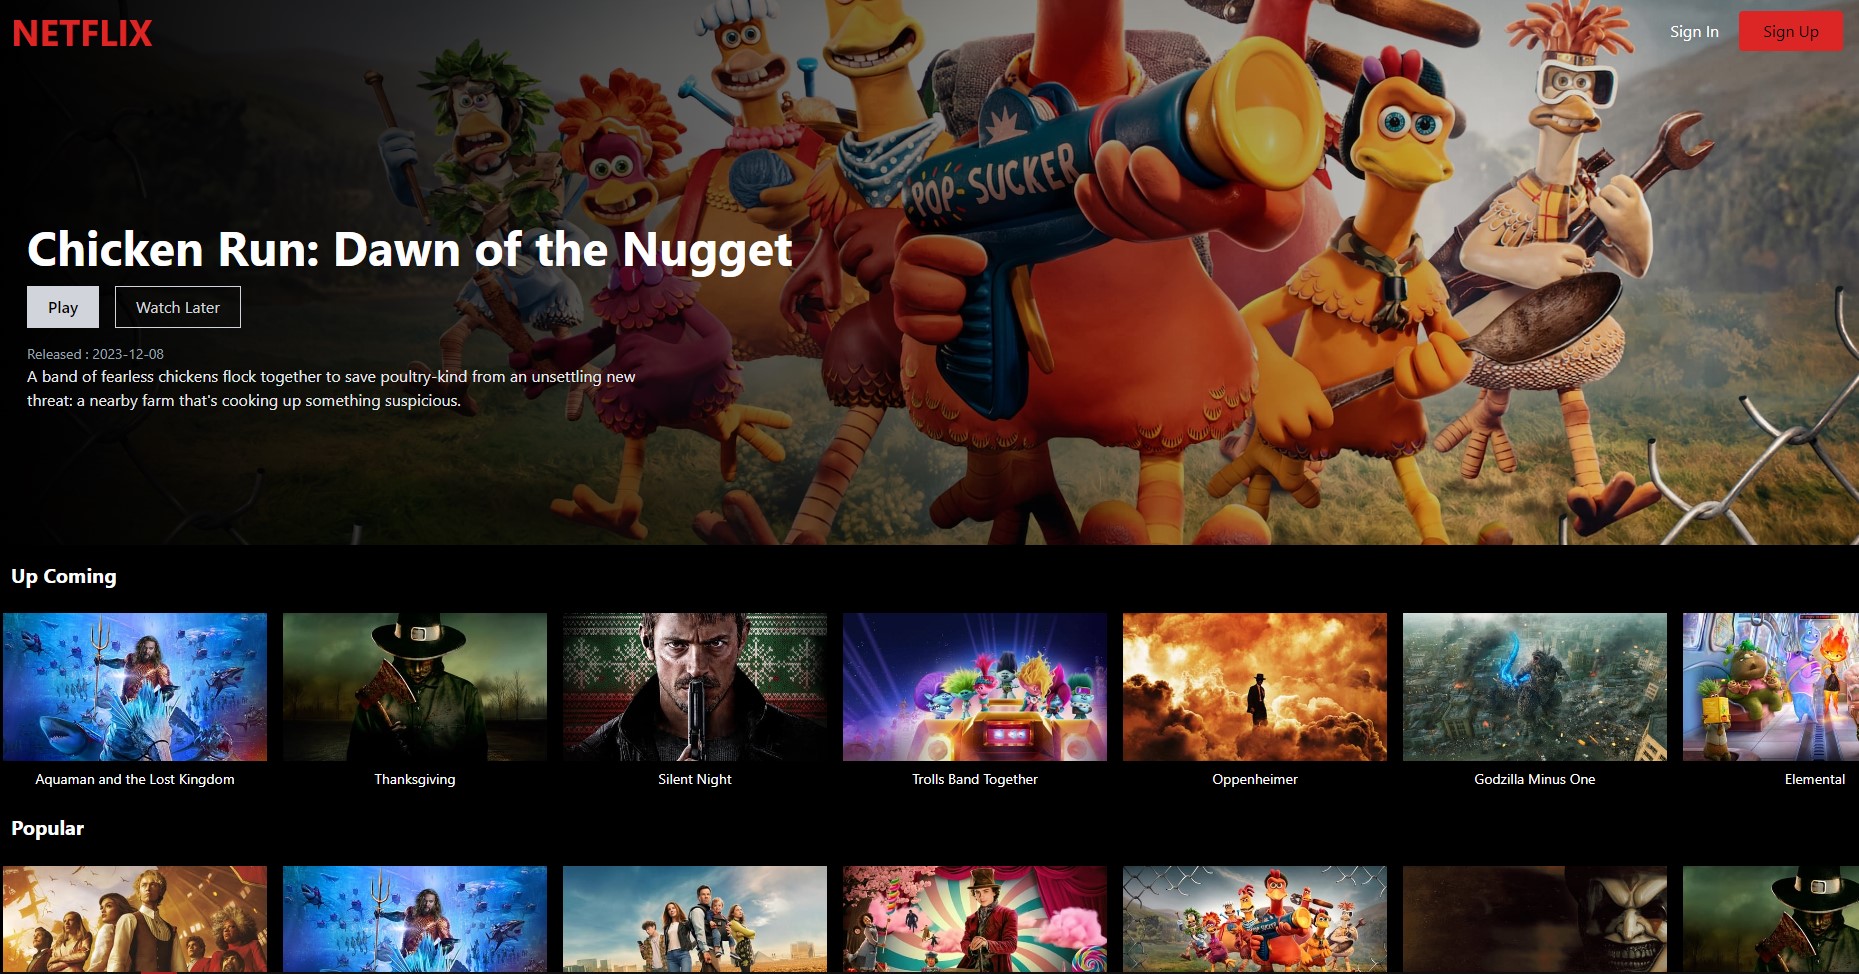 NETFLIX
Sign In
Sign Up
POP-SUCKER
Chicken Run: Dawn of the Nugget
Play
Watch Later
Released : 2023-12-08
A band of fearless chickens flock together to save poultry-kind from an unsettling new
threat: a nearby farm that's cooking up something suspicious.
Up Coming
Aquaman and the Lost Kingdom
Thanksgiving
Silent Night
Trolls Band Together
Oppenheimer
Godzilla Minus One
Elemental
Popular